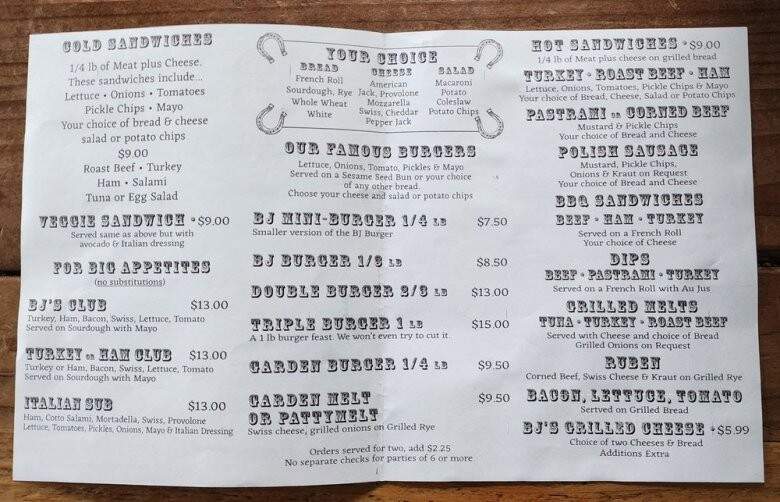 COLD SANDWICHES
1/4 lb of Meat plus Cheese.
These sandwiches include...
Lettuce • Onions • Tomatoes
Pickle Chips • Mayo
Your choice of bread & cheese
salad or potato chips
$9.00
Roast Beef • Turkey
Ham • Salami
Tuna or Egg Salad
VEGGIE SANDWICH • $9.00
Served same as above but with
avocado & Italian dressing
FOR BIG APPETITES
(no substitutions)
BJ'S CLUB $13.00
Turkey, Ham, Bacon, Swiss, Lettuce, Tomato
Served on Sourdough with Mayo
TURKEY OR HAM CLUB $13.00
Turkey or Ham, Bacon, Swiss, Lettuce, Tomato
Served on Sourdough with Mayo
ITALIAN SUB $13.00
Ham, Cotto Salami, Mortadella, Swiss, Provolone
Lettuce, Tomatoes, Pickles, Onions, Mayo & Italian Dressing
YOUR CHOICE
BREAD
French Roll
Sourdough, Rye
Whole Wheat
White
CHEESE
American
Jack, Provolone
Mozzarella
Swiss, Cheddar
Pepper Jack
SALAD
Macaroni
Potato
Coleslaw
Potato Chips
OUR FAMOUS BURGERS
Lettuce, Onions, Tomato, Pickles & Mayo
Served on a Sesame Seed Bun or your choice
of any other bread.
Choose your cheese and salad or potato chips
BJ MINI-BURGER 1/4 LB $7.50
Smaller version of the BJ Burger
BJ BURGER 1/3 LB $8.50
DOUBLE BURGER 2/3 LB $13.00
TRIPLE BURGER 1 LB $15.00
A 1 lb burger feast. We won't even try to cut it.
GARDEN BURGER 1/4 LB $9.50
GARDEN MELT $9.50
OR PATTYMELT
Swiss cheese, grilled onions on Grilled Rye
Orders served for two, add $2.25
No separate checks for parties of 6 or more
HOT SANDWICHES • $9.00
1/4 lb of Meat plus cheese on grilled bread
TURKEY • ROAST BEEF • HAM
Lettuce, Onions, Tomatoes, Pickle Chips & Mayo
Your choice of Bread, Cheese, Salad or Potato Chips
PASTRAMI OR CORNED BEEF
Mustard & Pickle Chips
Your choice of Bread and Cheese
POLISH SAUSAGE
Mustard, Pickle Chips,
Onions & Kraut on Request
Your choice of Bread and Cheese
BBQ SANDWICHES
BEEF • HAM • TURKEY
Served on a French Roll
Your choice of Cheese
DIPS
BEEF • PASTRAMI • TURKEY
Served on a French Roll with Au Jus
GRILLED MELTS
TUNA • TURKEY • ROAST BEEF
Served with Cheese and choice of Bread
Grilled Onions on Request
RUBEN
Corned Beef, Swiss Cheese & Kraut on Grilled Rye
BACON, LETTUCE, TOMATO
Sertved on Grilled Bread
BJ'S GRILLED CHEESE • $5.99
Choice of two Cheeses & Bread
Additions Extra